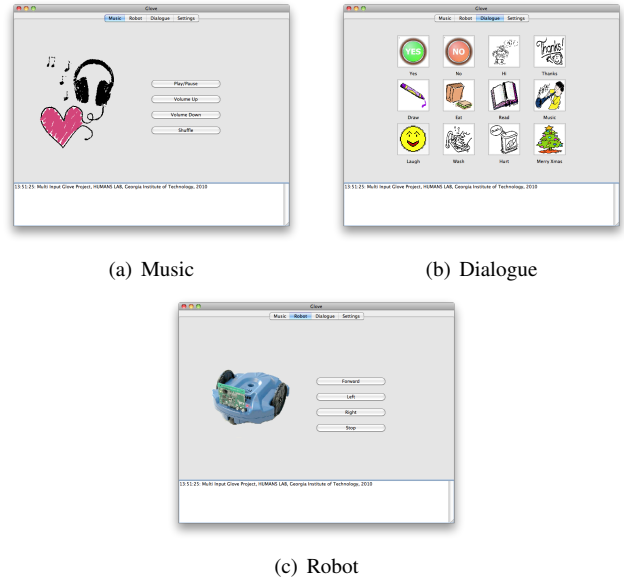 Glove
Music Robot Dialogue Settings
Play/Pause
Volume Up
Volume Down
Shuffle
13:51:25: Multi Input Glove Project, HUMANS LAB, Georgia Institute of Technology, 2010
(a) Music
Glove
Music Robot Dialogue Settings
YES NO Thanks!
Yes No Hi Thanks
Draw Eat Read Music
Laugh Wash Hurt Merry Xmas
13:51:25: Multi Input Glove Project, HUMANS LAB, Georgia Institute of Technology, 2010
(b) Dialogue
Glove
Music Robot Dialogue Settings
Forward
Left
Right
Stop
13:51:25: Multi Input Glove Project, HUMANS LAB, Georgia Institute of Technology, 2010
(c) Robot